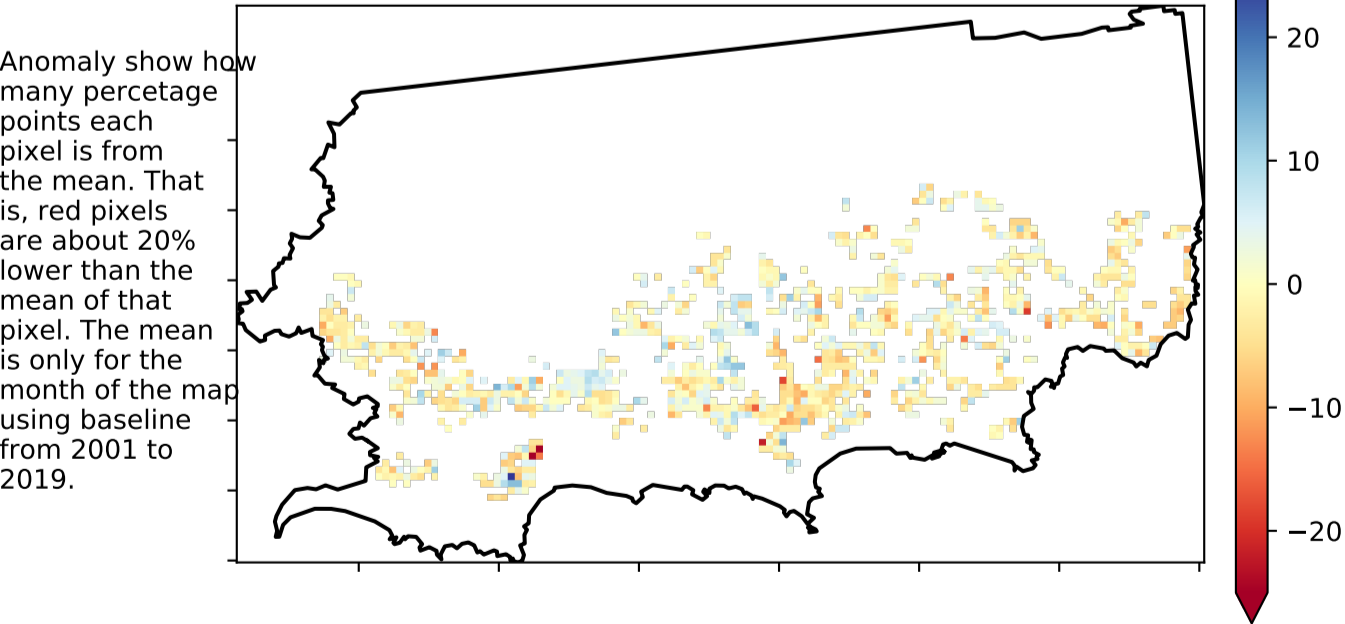 Anomaly show how
many percetage
points each
pixel is from
the mean. That
is, red pixels
are about 20%
lower than the
mean of that
pixel. The mean
is only for the
month of the map
using baseline
from 2001 to
2019.
20
10
0
−10
−20